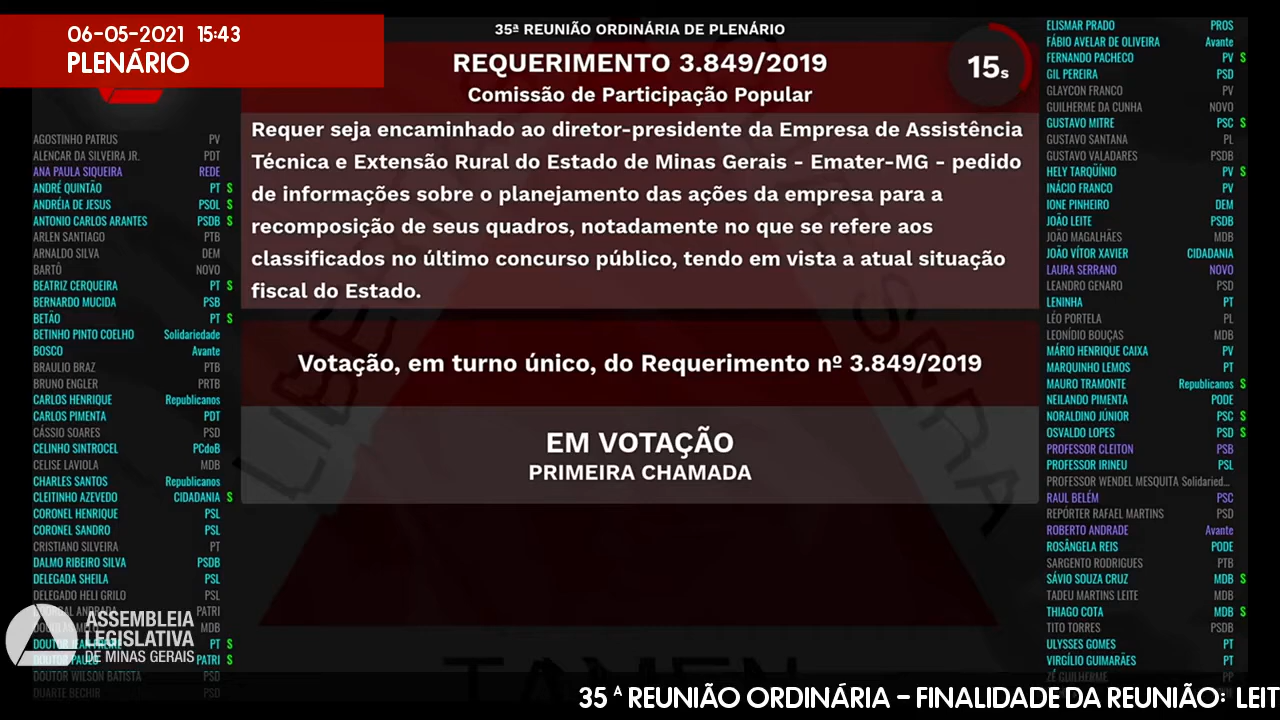 06-05-2021 15:43
PLENÁRIO
35ª REUNIÃO ORDINÁRIA DE PLENÁRIO
REQUERIMENTO 3.849/2019
Comissão de Participação Popular
15s
Requer seja encaminhado ao diretor-presidente da Empresa de Assistência
Técnica e Extensão Rural do Estado de Minas Gerais - Emater-MG - pedido
de informações sobre o planejamento das ações da empresa para a
recomposição de seus quadros, notadamente no que se refere aos
classificados no último concurso público, tendo em vista a atual situação
fiscal do Estado.
Votação, em turno único, do Requerimento nº 3.849/2019
EM VOTAÇÃO
PRIMEIRA CHAMADA
AGOSTINHO PATRUS PV
ALENCAR DA SILVEIRA JR. PDT
ANA PAULA SIQUEIRA REDE
ANDRÉ QUINTÃO PT S
ANDRÉIA DE JESUS PSOL S
ANTONIO CARLOS ARANTES PSDB S
ARLEN SANTIAGO PTB
ARNALDO SILVA DEM
BARTÔ NOVO
BEATRIZ CERQUEIRA PT S
BERNARDO MUCIDA PSB
BETÃO PT S
BETINHO PINTO COELHO Solidariedade
BOSCO Avante
BRAULIO BRAZ PTB
BRUNO ENGLER PRTB
CARLOS HENRIQUE Republicanos
CARLOS PIMENTA PDT
CÁSSIO SOARES PSD
CELINHO SINTROCEL PCdoB
CELISE LAVIOLA MDB
CHARLES SANTOS Republicanos
CLEITINHO AZEVEDO CIDADANIA S
CORONEL HENRIQUE PSL
CORONEL SANDRO PSL
CRISTIANO SILVEIRA PT
DALMO RIBEIRO SILVA PSDB
DELEGADA SHEILA PSL
DELEGADO HELI GRILO PSL
ANDRADA PATRI
MDB
DOUTOR JEAN FREIRE PT S
DOUTOR PAULO PATRI S
DOUTOR WILSON BATISTA PSD
DUARTE BECHIR PSD
ASSEMBLEIA
LEGISLATIVA
DE MINAS GERAIS
ELISMAR PRADO PROS
FÁBIO AVELAR DE OLIVEIRA Avante
FERNANDO PACHECO PV S
GIL PEREIRA PSD
GLAYCON FRANCO PV
GUILHERME DA CUNHA NOVO
GUSTAVO MITRE PSC S
GUSTAVO SANTANA PL
GUSTAVO VALADARES PSDB
HELY TARQÜÍNIO PV S
INÁCIO FRANCO PV
IONE PINHEIRO DEM
JOÃO LEITE PSDB
JOÃO MAGALHÃES MDB
JOÃO VÍTOR XAVIER CIDADANIA
LAURA SERRANO NOVO
LEANDRO GENARO PSD
LENINHA PT
LÉO PORTELA PL
LEONÍDIO BOUÇAS MDB
MÁRIO HENRIQUE CAIXA PV
MARQUINHO LEMOS PT
MAURO TRAMONTE Republicanos S
NEILANDO PIMENTA PODE
NORALDINO JÚNIOR PSC S
OSVALDO LOPES PSD S
PROFESSOR CLEITON PSB
PROFESSOR IRINEU PSL
PROFESSOR WENDEL MESQUITA Solidaried...
RAUL BELÉM PSC
REPÓRTER RAFAEL MARTINS PSD
ROBERTO ANDRADE Avante
ROSÂNGELA REIS PODE
SARGENTO RODRIGUES PTB
SÁVIO SOUZA CRUZ MDB S
TADEU MARTINS LEITE MDB
THIAGO COTA MDB S
TITO TORRES PSDB
ULYSSES GOMES PT
VIRGÍLIO GUIMARÃES PT
ZÉ GUILHERME PP
35ª REUNIÃO ORDINÁRIA - FINALIDADE DA REUNIÃO: LEIT